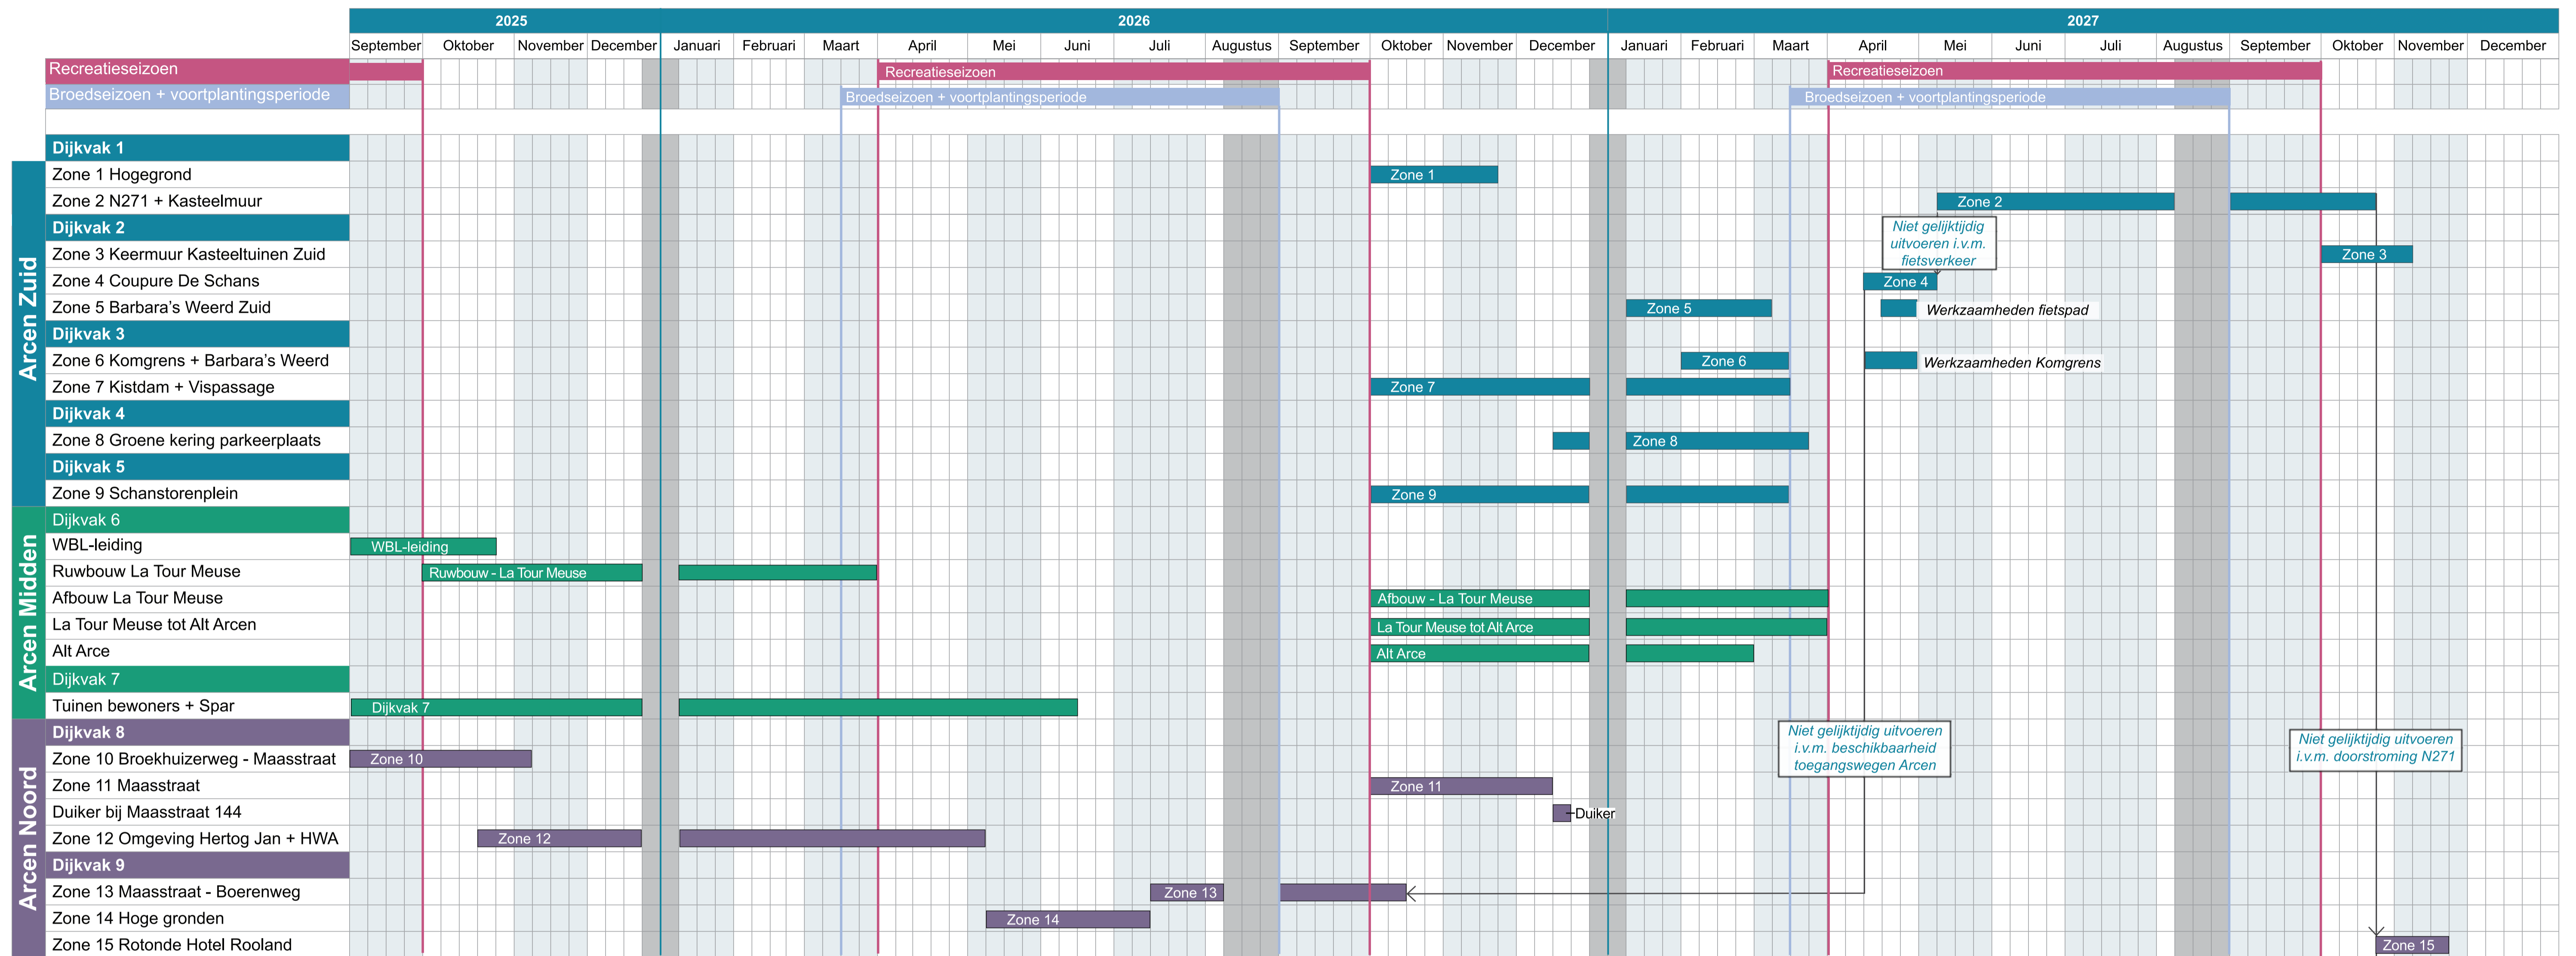 2025 2026 2027
September Oktober November December Januari Februari Maart April Mei Juni Juli Augustus September Oktober November December Januari Februari Maart April Mei Juni Juli Augustus September Oktober November December
Recreatieseizoen Recreatieseizoen Recreatieseizoen
Broedseizoen + voortplantingsperiode Broedseizoen + voortplantingsperiode Broedseizoen + voortplantingsperiode
Arcen Zuid
Dijkvak 1
Zone 1 Hogegrond Zone 1
Zone 2 N271 + Kasteelmuur Zone 2
Dijkvak 2
Niet gelijktijdig
uitvoeren i.v.m.
fietsverkeer
Zone 3 Keermuur Kasteeltuinen Zuid Zone 3
Zone 4 Coupure De Schans Zone 4
Zone 5 Barbara's Weerd Zuid Zone 5 Werkzaamheden fietspad
Dijkvak 3
Zone 6 Komgrens + Barbara's Weerd Zone 6 Werkzaamheden Komgrens
Zone 7 Kistdam + Vispassage Zone 7
Dijkvak 4
Zone 8 Groene kering parkeerplaats Zone 8
Dijkvak 5
Zone 9 Schanstorenplein Zone 9
Arcen Midden
Dijkvak 6
WBL-leiding WBL-leiding
Ruwbouw La Tour Meuse Ruwbouw - La Tour Meuse
Afbouw La Tour Meuse Afbouw - La Tour Meuse
La Tour Meuse tot Alt Arcen La Tour Meuse tot Alt Arce
Alt Arce Alt Arce
Dijkvak 7
Tuinen bewoners + Spar Dijkvak 7
Arcen Noord
Dijkvak 8
Niet gelijktijdig uitvoeren
i.v.m. beschikbaarheid
toegangswegen Arcen
Niet gelijktijdig uitvoeren
i.v.m. doorstroming N271
Zone 10 Broekhuizerweg - Maasstraat Zone 10
Zone 11 Maasstraat Zone 11
Duiker bij Maasstraat 144 Duiker
Zone 12 Omgeving Hertog Jan + HWA Zone 12
Dijkvak 9
Zone 13 Maasstraat - Boerenweg Zone 13
Zone 14 Hoge gronden Zone 14
Zone 15 Rotonde Hotel Rooland Zone 15